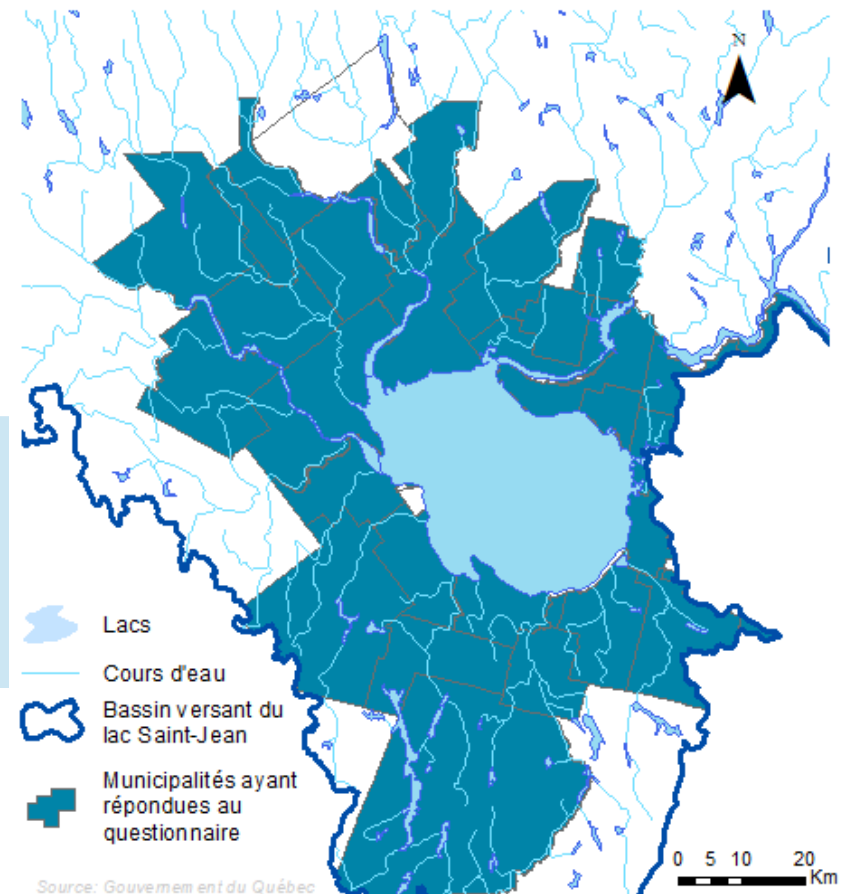 N
Lacs
Cours d'eau
Bassin versant du
lac Saint-Jean
Municipalités ayant
répondues au
questionnaire
0 5 10 20
Km
Source: Gouvernement du Québec